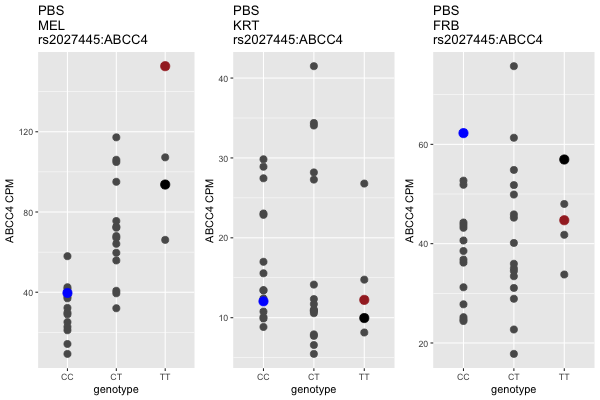 PBS
MEL
rs2027445:ABCC4
ABCC4 CPM
120
80
40
CC
CT
TT
genotype
PBS
KRT
rs2027445:ABCC4
ABCC4 CPM
40
30
20
10
CC
CT
TT
genotype
PBS
FRB
rs2027445:ABCC4
ABCC4 CPM
60
40
20
CC
CT
TT
genotype